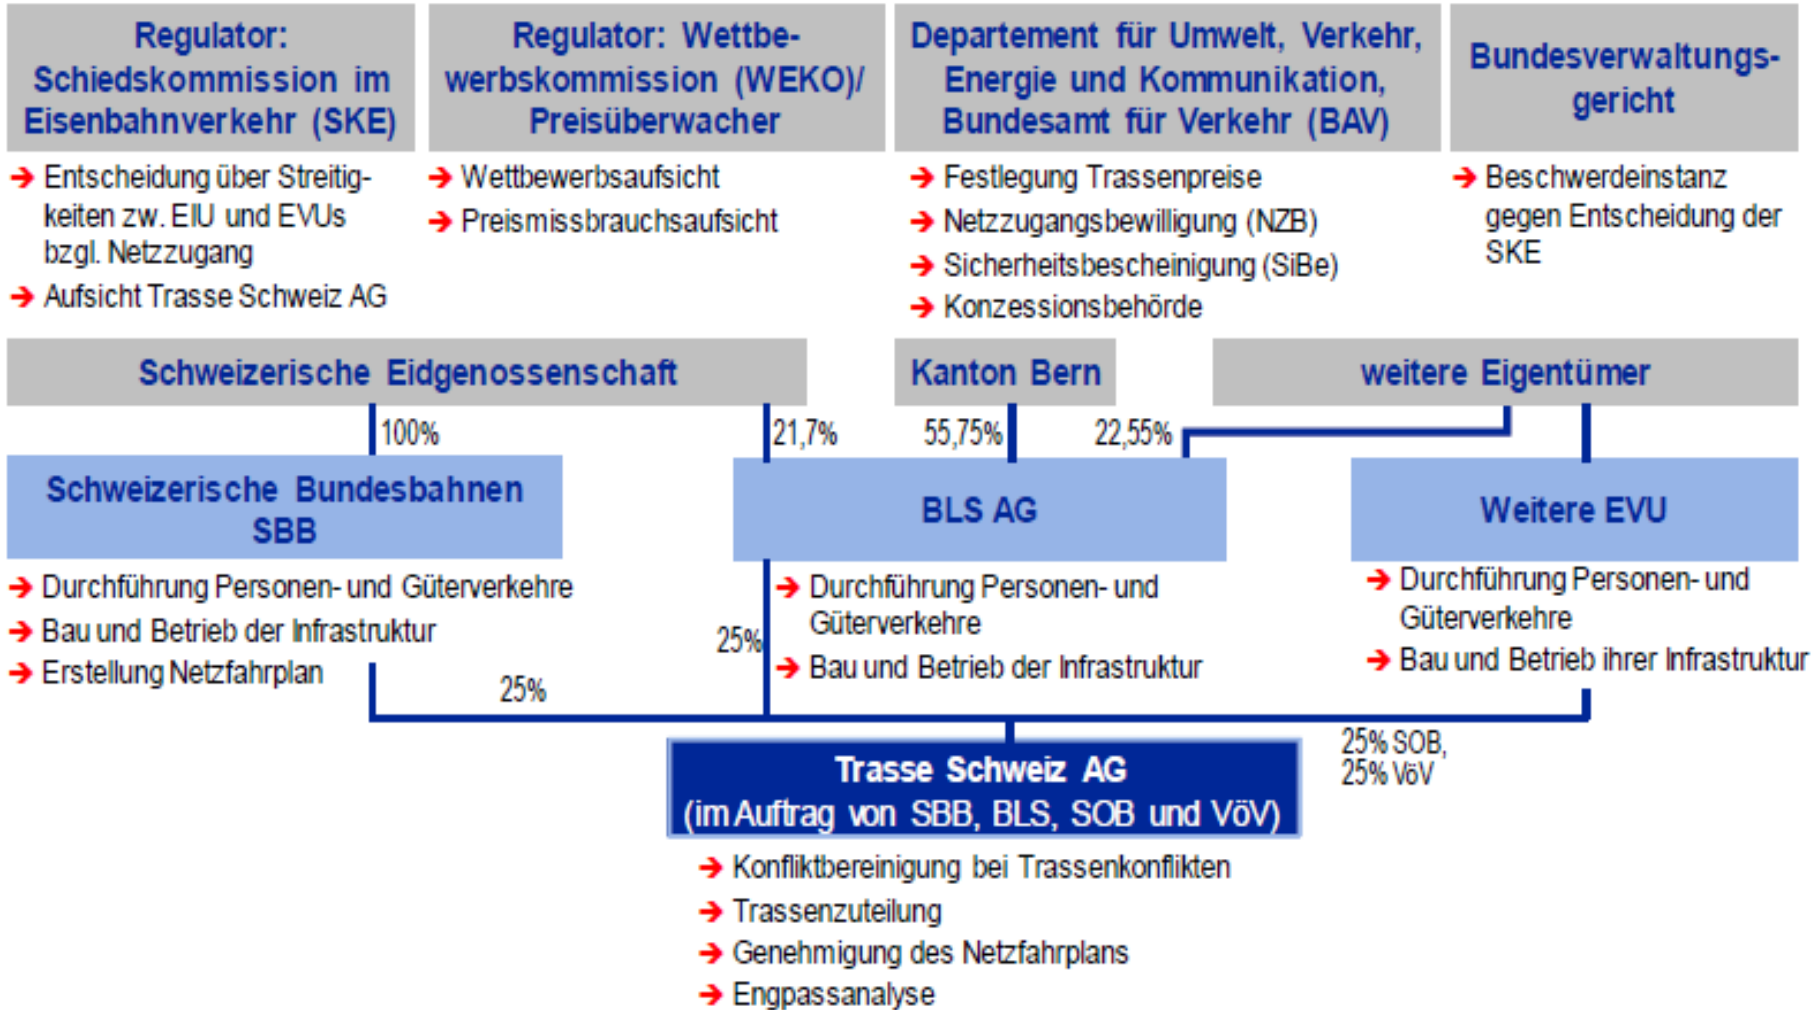 Regulator:
Schiedskommission im
Eisenbahnverkehr (SKE)
Regulator: Wettbe-
werbskommission (WEKO)/
Preisüberwacher
Departement für Umwelt, Verkehr,
Energie und Kommunikation,
Bundesamt für Verkehr (BAV)
Bundesverwaltungs-
gericht
➔ Entscheidung über Streitig-
keiten zw. EIU und EVUs
bzgl. Netzzugang
➔ Aufsicht Trasse Schweiz AG
➔ Wettbewerbsaufsicht
➔ Preismissbrauchsaufsicht
➔ Festlegung Trassenpreise
➔ Netzzugangsbewilligung (NZB)
➔ Sicherheitsbescheinigung (SiBe)
➔ Konzessionsbehörde
➔ Beschwerdeinstanz
gegen Entscheidung der
SKE
Schweizerische Eidgenossenschaft
Kanton Bern
weitere Eigentümer
100%
21,7%
55,75%
22,55%
Schweizerische Bundesbahnen
SBB
BLS AG
Weitere EVU
➔ Durchführung Personen- und Güterverkehre
➔ Bau und Betrieb der Infrastruktur
➔ Erstellung Netzfahrplan
➔ Durchführung Personen- und
Güterverkehre
➔ Bau und Betrieb der Infrastruktur
➔ Durchführung Personen- und
Güterverkehre
➔ Bau und Betrieb ihrer Infrastruktur
25%
25%
25% SOB,
25% VöV
Trasse Schweiz AG
(im Auftrag von SBB, BLS, SOB und VöV)
➔ Konfliktbereinigung bei Trassenkonflikten
➔ Trassenzuteilung
➔ Genehmigung des Netzfahrplans
➔ Engpassanalyse